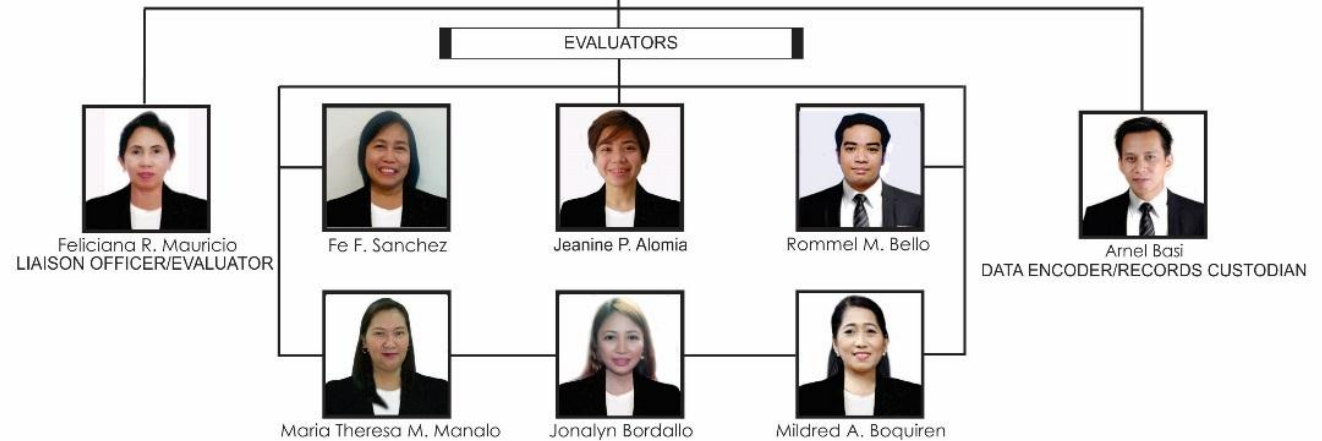 EVALUATORS
Feliciana R. Mauricio
LIAISON OFFICER/EVALUATOR
Fe F. Sanchez
Jeanine P. Alomia
Rommel M. Bello
Arnel Basi
DATA ENCODER/RECORDS CUSTODIAN
Maria Theresa M. Manalo
Jonalyn Bordallo
Mildred A. Boquiren